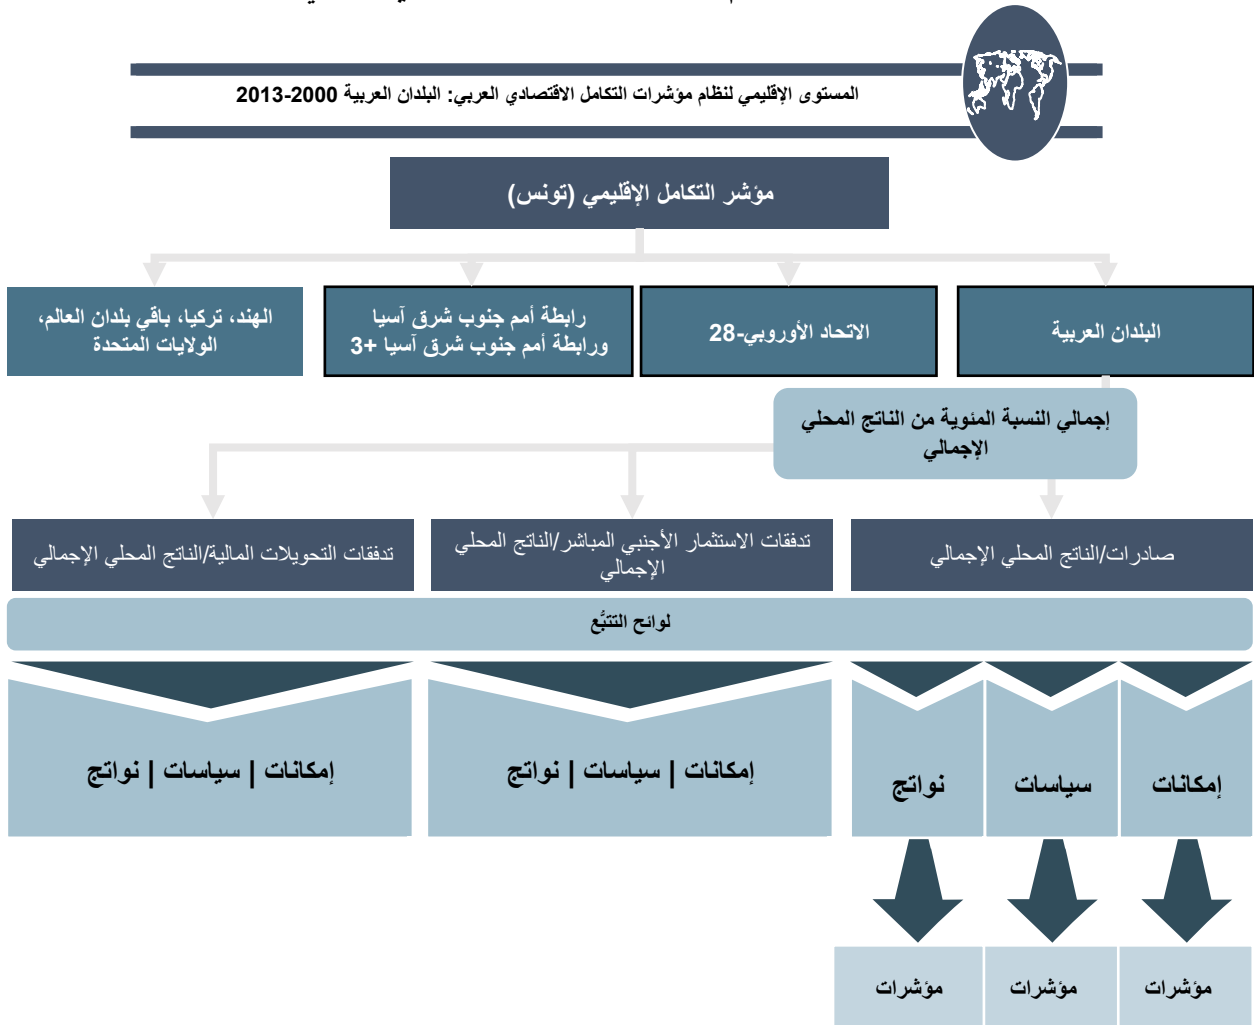 المستوى الإقليمي لنظام مؤشرات التكامل الاقتصادي العربي: البلدان العربية 2000-2013
مؤشر التكامل الإقليمي (تونس)
البلدان العربية
الاتحاد الأوروبي-28
رابطة أمم جنوب شرق آسيا
ورابطة أمم جنوب شرق آسيا +3
الهند، تركيا، باقي بلدان العالم،
الولايات المتحدة
إجمالي النسبة المئوية من الناتج المحلي
الإجمالي
صادرات/الناتج المحلي الإجمالي
تدفقات الاستثمار الأجنبي المباشر/الناتج المحلي
الإجمالي
تدفقات التحويلات المالية/الناتج المحلي الإجمالي
لوائح التتبُّع
إمكانات
سياسات
نواتج
إمكانات | سياسات | نواتج
إمكانات | سياسات | نواتج
مؤشرات
مؤشرات
مؤشرات